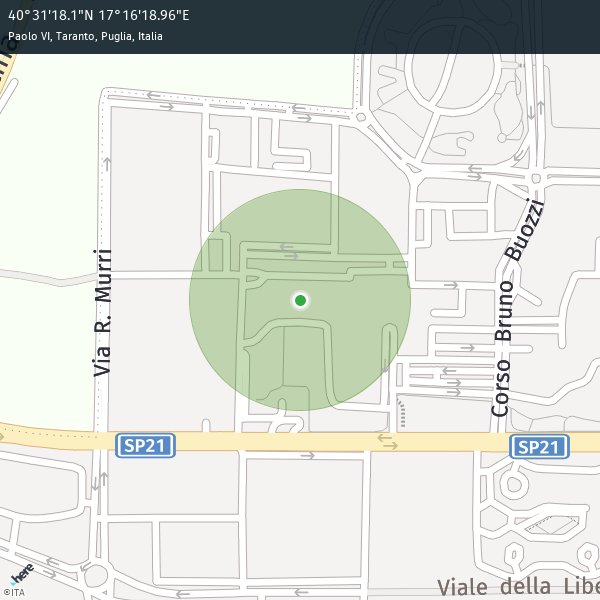 40°31'18.1"N 17°16'18.96"E
Paolo VI, Taranto, Puglia, Italia
Via R. Murri
Corso Bruno Buozzi
SP21
SP21
Viale della Libe
here
©ITA